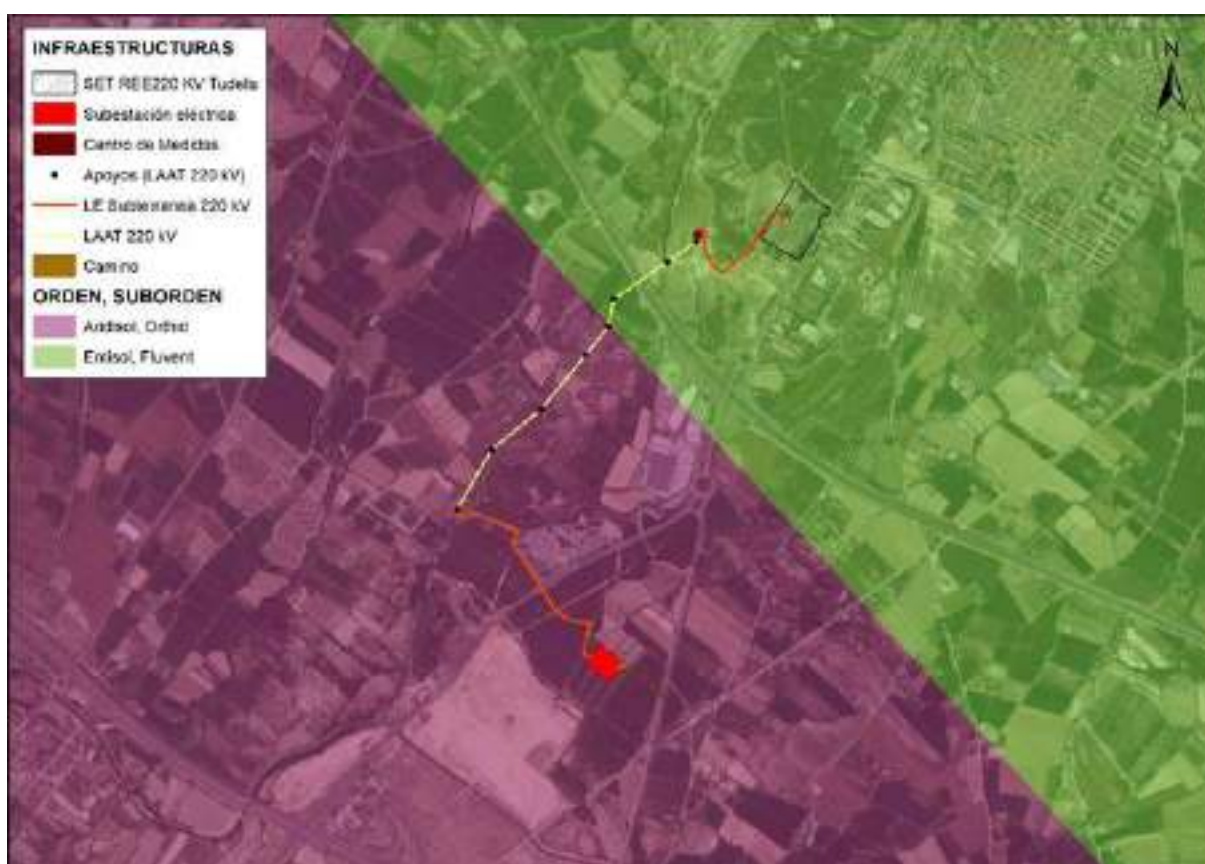 INFRAESTRUCTURAS
SET REE220 KV Tudela
Subestación eléctrica
Centro de Medidas
Apoyos (LAAT 220 kV)
LE Subterranea 220 kV
LAAT 220 kV
Camino
ORDEN, SUBORDEN
Aridisol, Orthid
Entisol, Fluvent
N